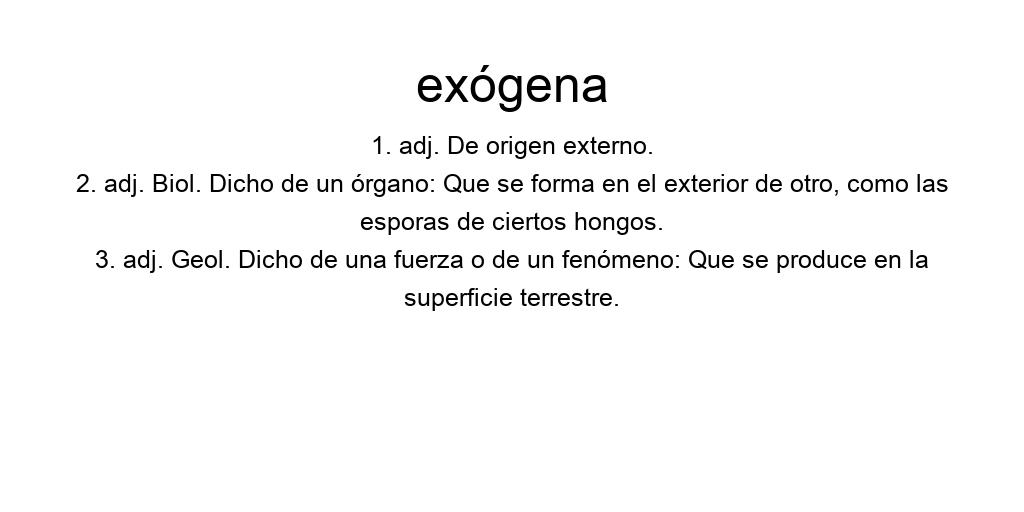 exógena
1. adj. De origen externo.
2. adj. Biol. Dicho de un órgano: Que se forma en el exterior de otro, como las
esporas de ciertos hongos.
3. adj. Geol. Dicho de una fuerza o de un fenómeno: Que se produce en la
superficie terrestre.